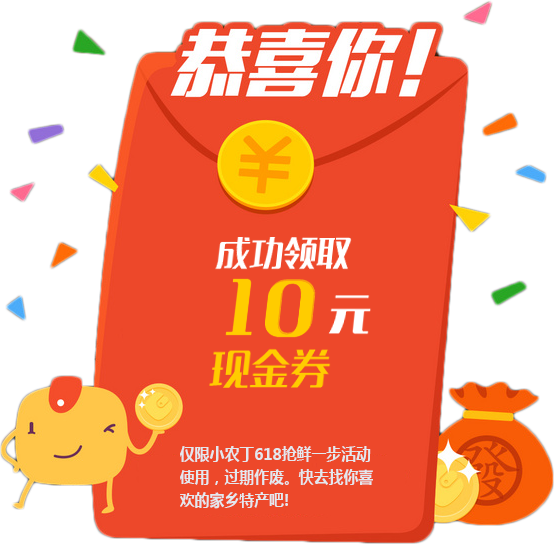 恭喜你!
¥
成功领取
10元
现金券
仅限小农丁618抢鲜一步活动
使用，过期作废。快去找你喜
欢的家乡特产吧!
發